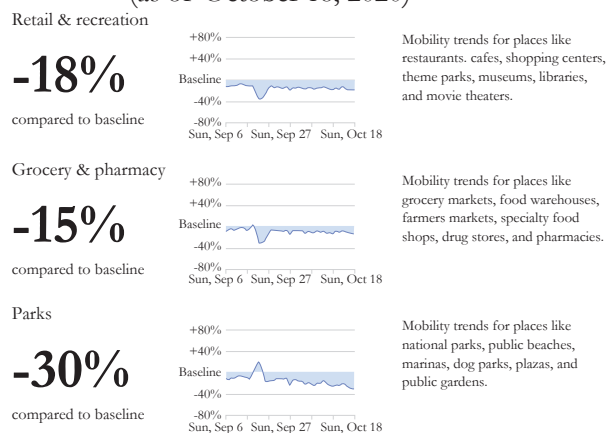 (as of October 18, 2020)
Retail & recreation
-18%
compared to baseline
+80%
+40%
Baseline
-40%
-80%
Sun, Sep 6 Sun, Sep 27 Sun, Oct 18
Mobility trends for places like
restaurants. cafes, shopping centers,
theme parks, museums, libraries,
and movie theaters.
Grocery & pharmacy
-15%
compared to baseline
+80%
+40%
Baseline
-40%
-80%
Sun, Sep 6 Sun, Sep 27 Sun, Oct 18
Mobility trends for places like
grocery markets, food warehouses,
farmers markets, specialty food
shops, drug stores, and pharmacies.
Parks
-30%
compared to baseline
+80%
+40%
Baseline
-40%
-80%
Sun, Sep 6 Sun, Sep 27 Sun, Oct 18
Mobility trends for places like
national parks, public beaches,
marinas, dog parks, plazas, and
public gardens.